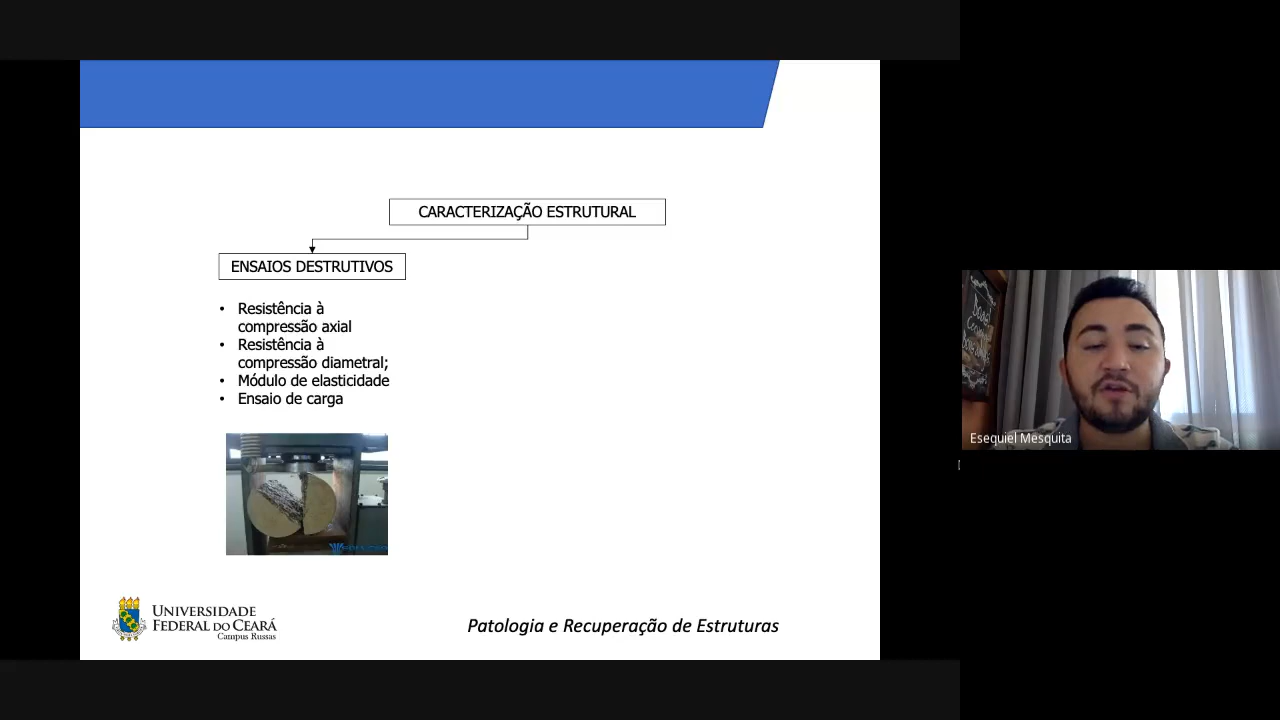 CARACTERIZAÇÃO ESTRUTURAL
ENSAIOS DESTRUTIVOS
• Resistência à
compressão axial
• Resistência à
compressão diametral;
• Módulo de elasticidade
• Ensaio de carga
UNIVERSIDADE
FEDERAL DO CEARÁ
Campus Russas
Patologia e Recuperação de Estruturas
Esequiel Mesquita